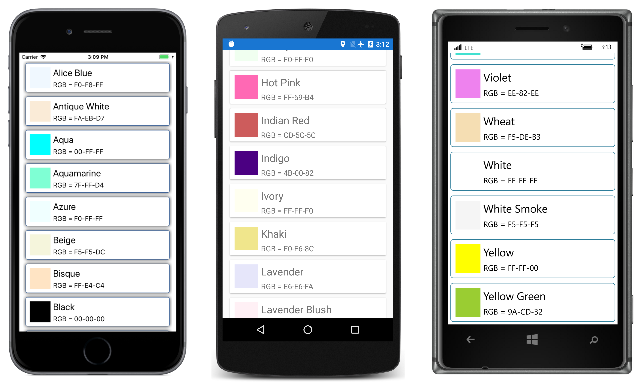 Carrier 3:09 PM
Alice Blue
RGB = F0-F8-FF
Antique White
RGB = FA-EB-D7
Aqua
RGB = 00-FF-FF
Aquamarine
RGB = 7F-FF-D4
Azure
RGB = F0-FF-FF
Beige
RGB = F5-F5-DC
Bisque
RGB = FF-E4-C4
Black
RGB = 00-00-00
RGB = F0-FF-F0
Hot Pink
RGB = FF-69-B4
Indian Red
RGB = CD-5C-5C
Indigo
RGB = 4B-00-82
Ivory
RGB = FF-FF-F0
Khaki
RGB = F0-E6-8C
Lavender
RGB = E6-E6-FA
Lavender Blush
LTE
Violet
RGB = EE-82-EE
Wheat
RGB = F5-DE-B3
White
RGB = FF-FF-FF
White Smoke
RGB = F5-F5-F5
Yellow
RGB = FF-FF-00
Yellow Green
RGB = 9A-CD-32